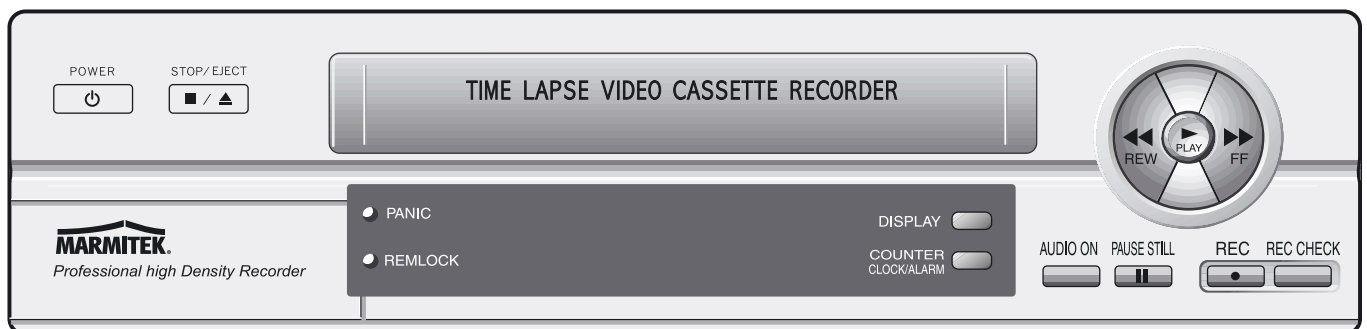 POWER
STOP/EJECT
TIME LAPSE VIDEO CASSETTE RECORDER
REW
PLAY
FF
PANIC
DISPLAY
MARMITEK®
Professional high Density Recorder
REMLOCK
COUNTER
CLOCK/ALARM
AUDIO ON
PAUSE STILL
REC
REC CHECK